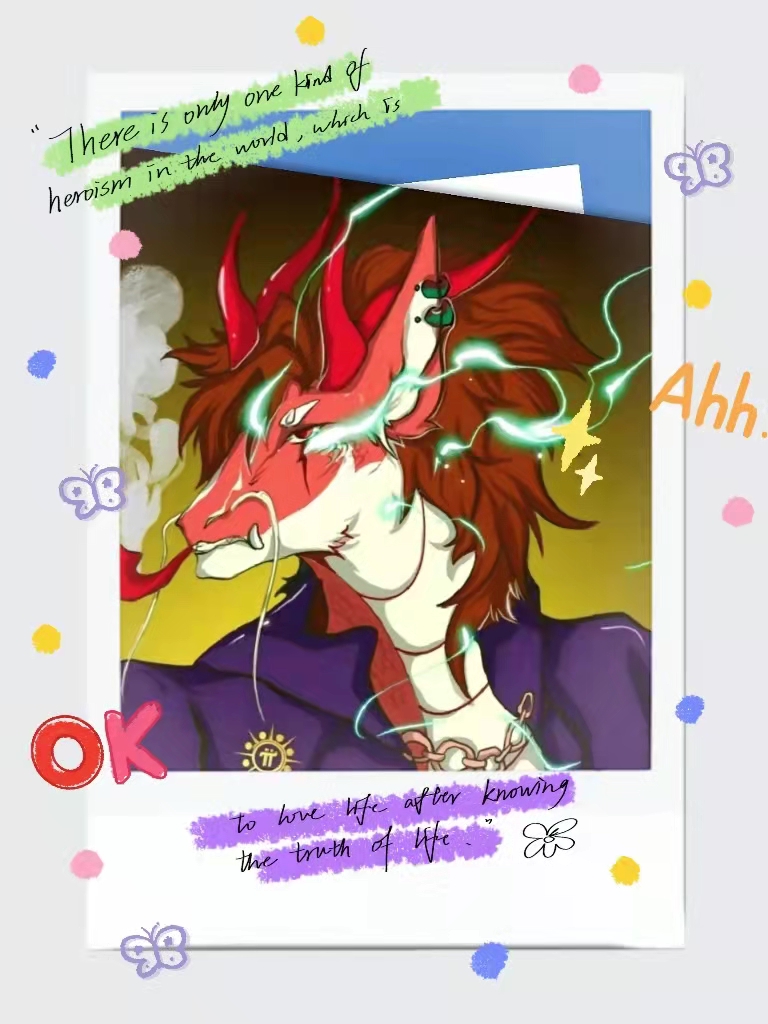 "There is only one kind of
heroism in the world, which is
Ahh.
OK
to love life after knowing
the truth of life."